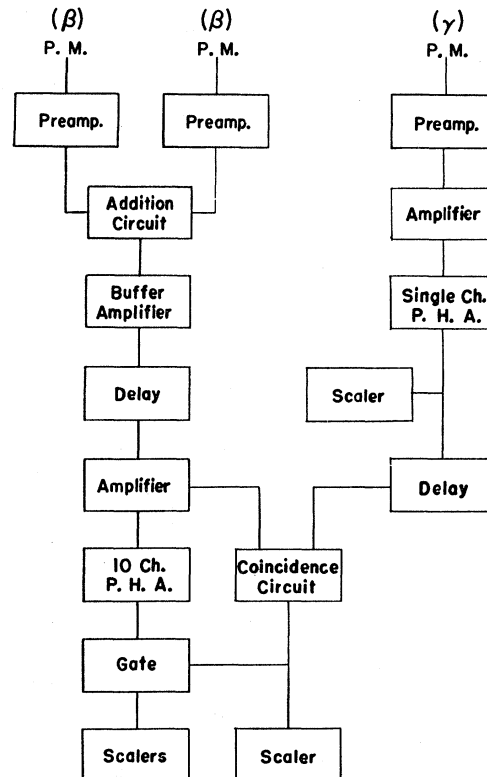 (β) (β) (γ)
P. M. P. M. P. M.
Preamp. Preamp. Preamp.
Addition
Circuit
Amplifier
Buffer
Amplifier
Single Ch.
P. H. A.
Delay
Scaler
Amplifier
Delay
10 Ch.
P. H. A.
Coincidence
Circuit
Gate
Scalers
Scaler